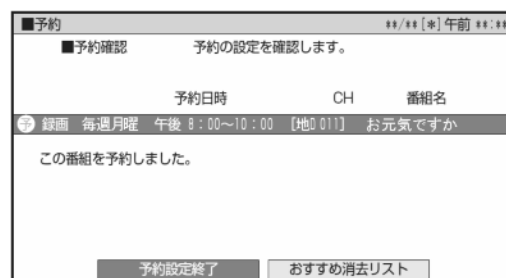 ■予約 **/** [*] 午前 **:**
■予約確認 予約の設定を確認します。
予約日時 CH 番組名
予 録画 毎週月曜 午後 8:00〜10:00 [地D 011] お元気ですか
この番組を予約しました。
予約設定終了 おすすめ消去リスト